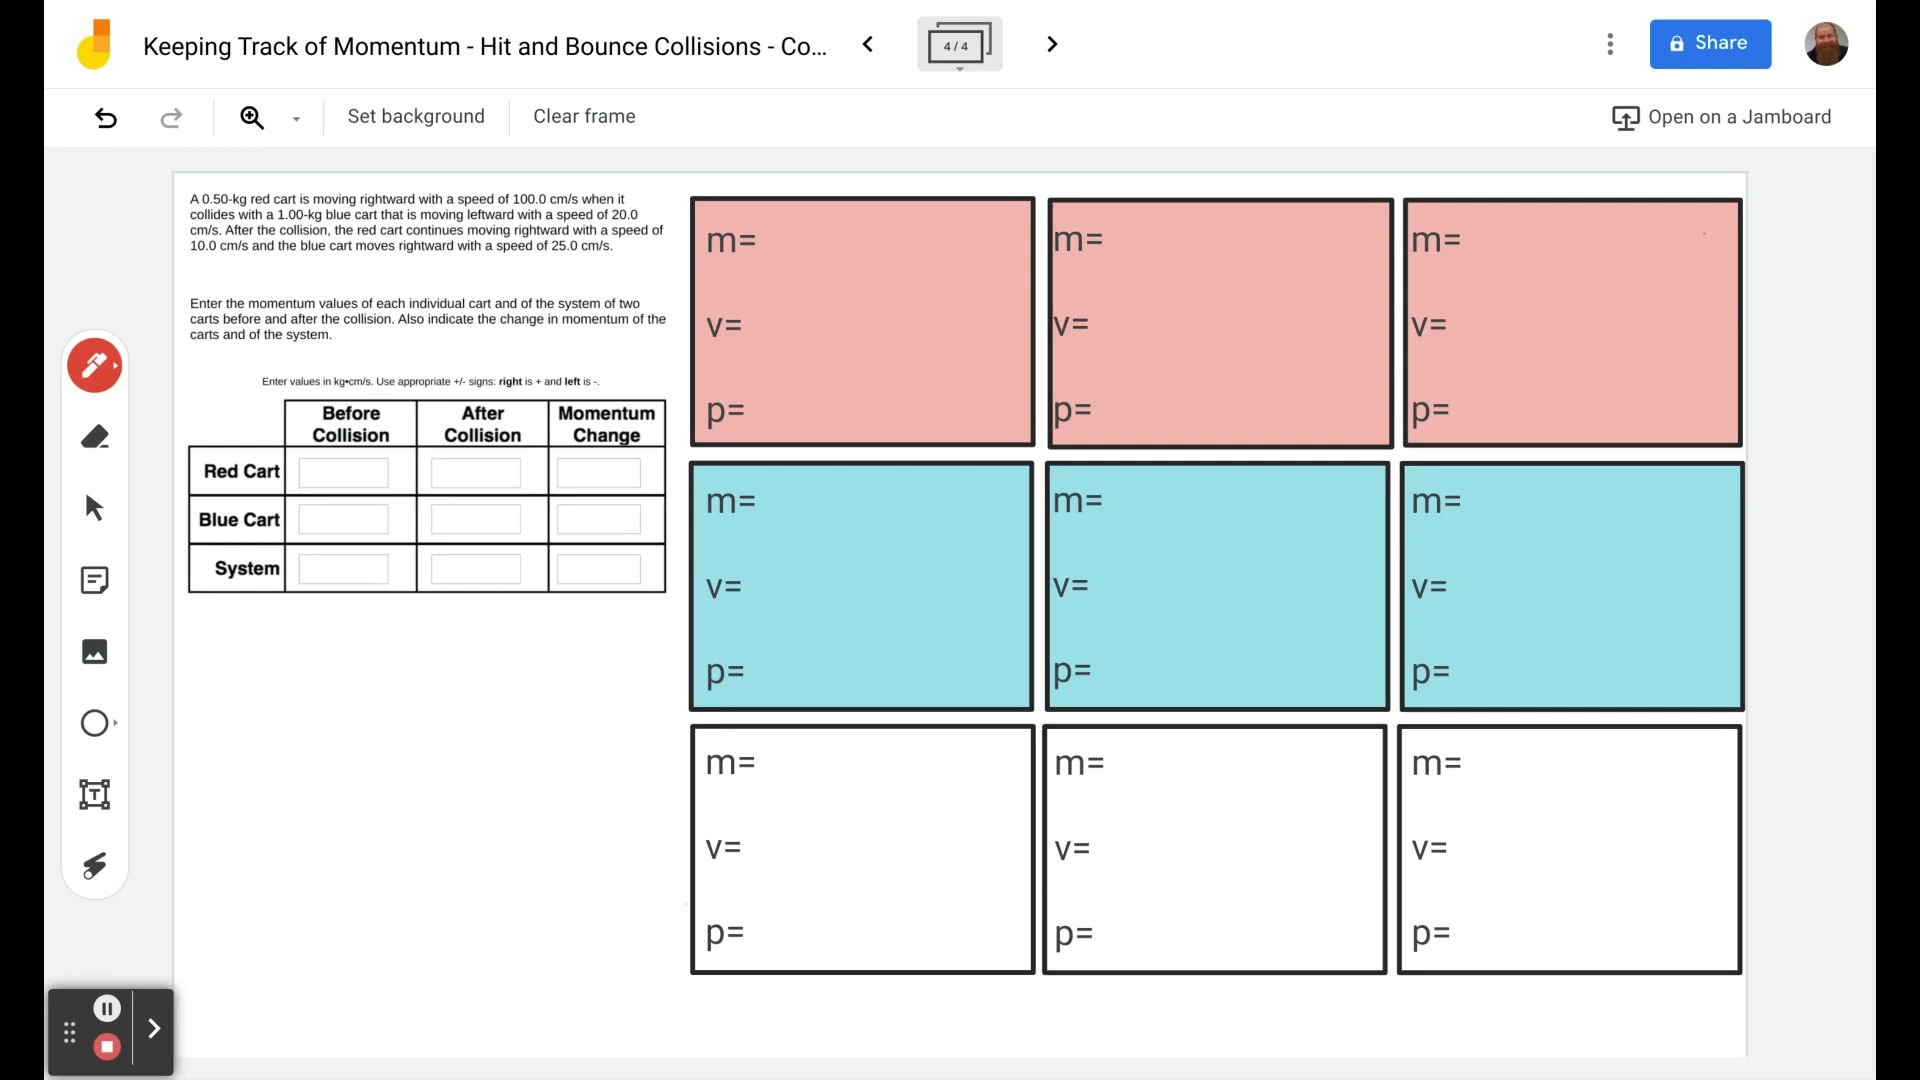 Keeping Track of Momentum - Hit and Bounce Collisions - Co...
4 / 4
Share
Set background
Clear frame
Open on a Jamboard
A 0.50-kg red cart is moving rightward with a speed of 100.0 cm/s when it
collides with a 1.00-kg blue cart that is moving leftward with a speed of 20.0
cm/s. After the collision, the red cart continues moving rightward with a speed of
10.0 cm/s and the blue cart moves rightward with a speed of 25.0 cm/s.
Enter the momentum values of each individual cart and of the system of two
carts before and after the collision. Also indicate the change in momentum of the
carts and of the system.
Enter values in kg•cm/s. Use appropriate +/- signs: right is + and left is -.
Before Collision
After Collision
Momentum Change
Red Cart
Blue Cart
System
m= m= m=
v= v= v=
p= p= p=
m= m= m=
v= v= v=
p= p= p=
m= m= m=
v= v= v=
p= p= p=